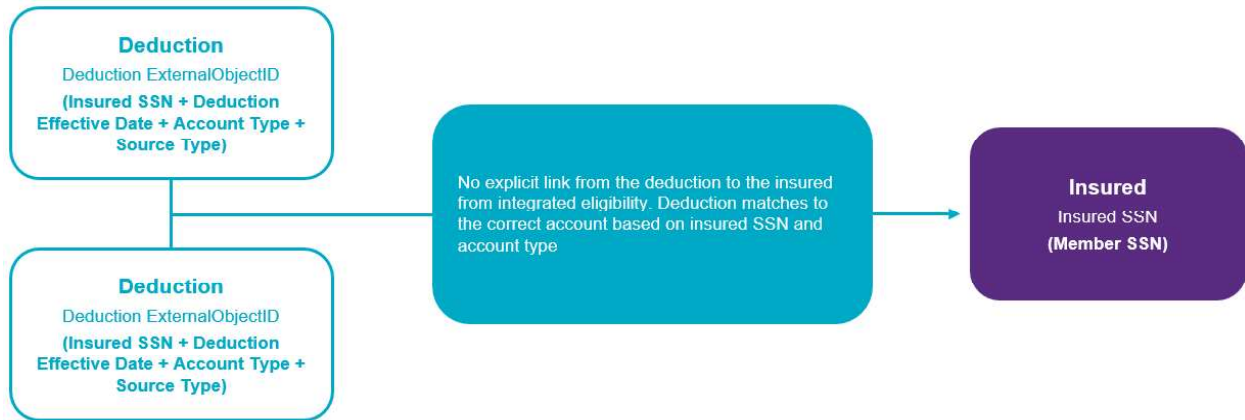 Deduction
Deduction ExternalObjectID
(Insured SSN + Deduction
Effective Date + Account Type +
Source Type)
No explicit link from the deduction to the insured
from integrated eligibility. Deduction matches to
the correct account based on insured SSN and
account type
Insured
Insured SSN
(Member SSN)
Deduction
Deduction ExternalObjectID
(Insured SSN + Deduction
Effective Date + Account Type +
Source Type)